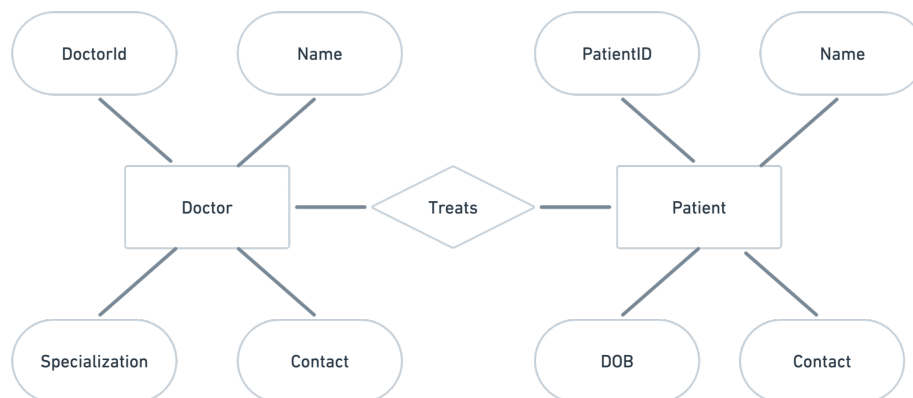 DoctorId
Name
PatientID
Name
Doctor
Treats
Patient
Specialization
Contact
DOB
Contact